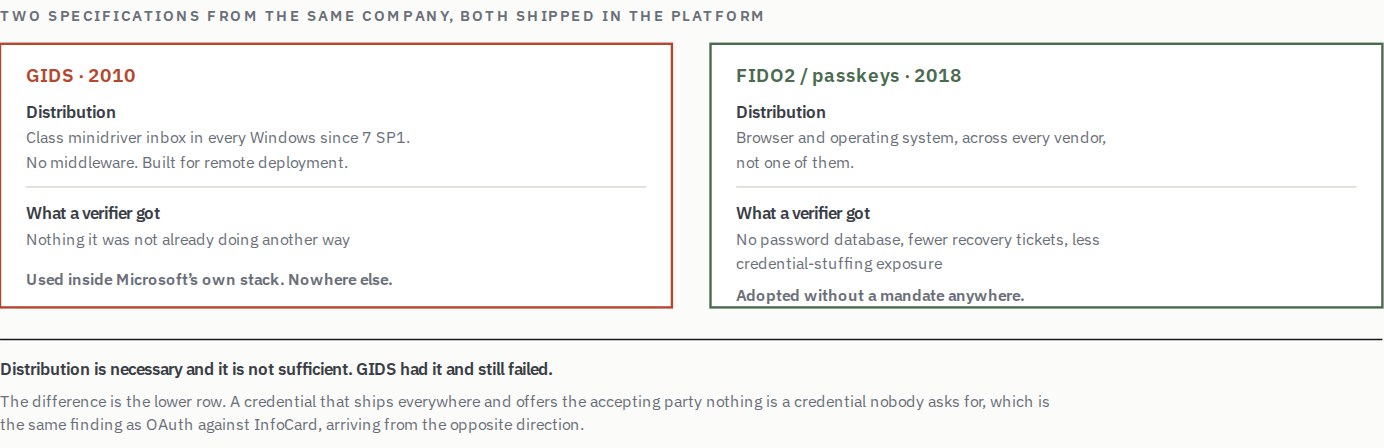 TWO SPECIFICATIONS FROM THE SAME COMPANY, BOTH SHIPPED IN THE PLATFORM
GIDS · 2010
Distribution
Class minidriver inbox in every Windows since 7 SP1.
No middleware. Built for remote deployment.
What a verifier got
Nothing it was not already doing another way
Used inside Microsoft’s own stack. Nowhere else.
FIDO2 / passkeys · 2018
Distribution
Browser and operating system, across every vendor,
not one of them.
What a verifier got
No password database, fewer recovery tickets, less
credential-stuffing exposure
Adopted without a mandate anywhere.
Distribution is necessary and it is not sufficient. GIDS had it and still failed.
The difference is the lower row. A credential that ships everywhere and offers the accepting party nothing is a credential nobody asks for, which is
the same finding as OAuth against InfoCard, arriving from the opposite direction.